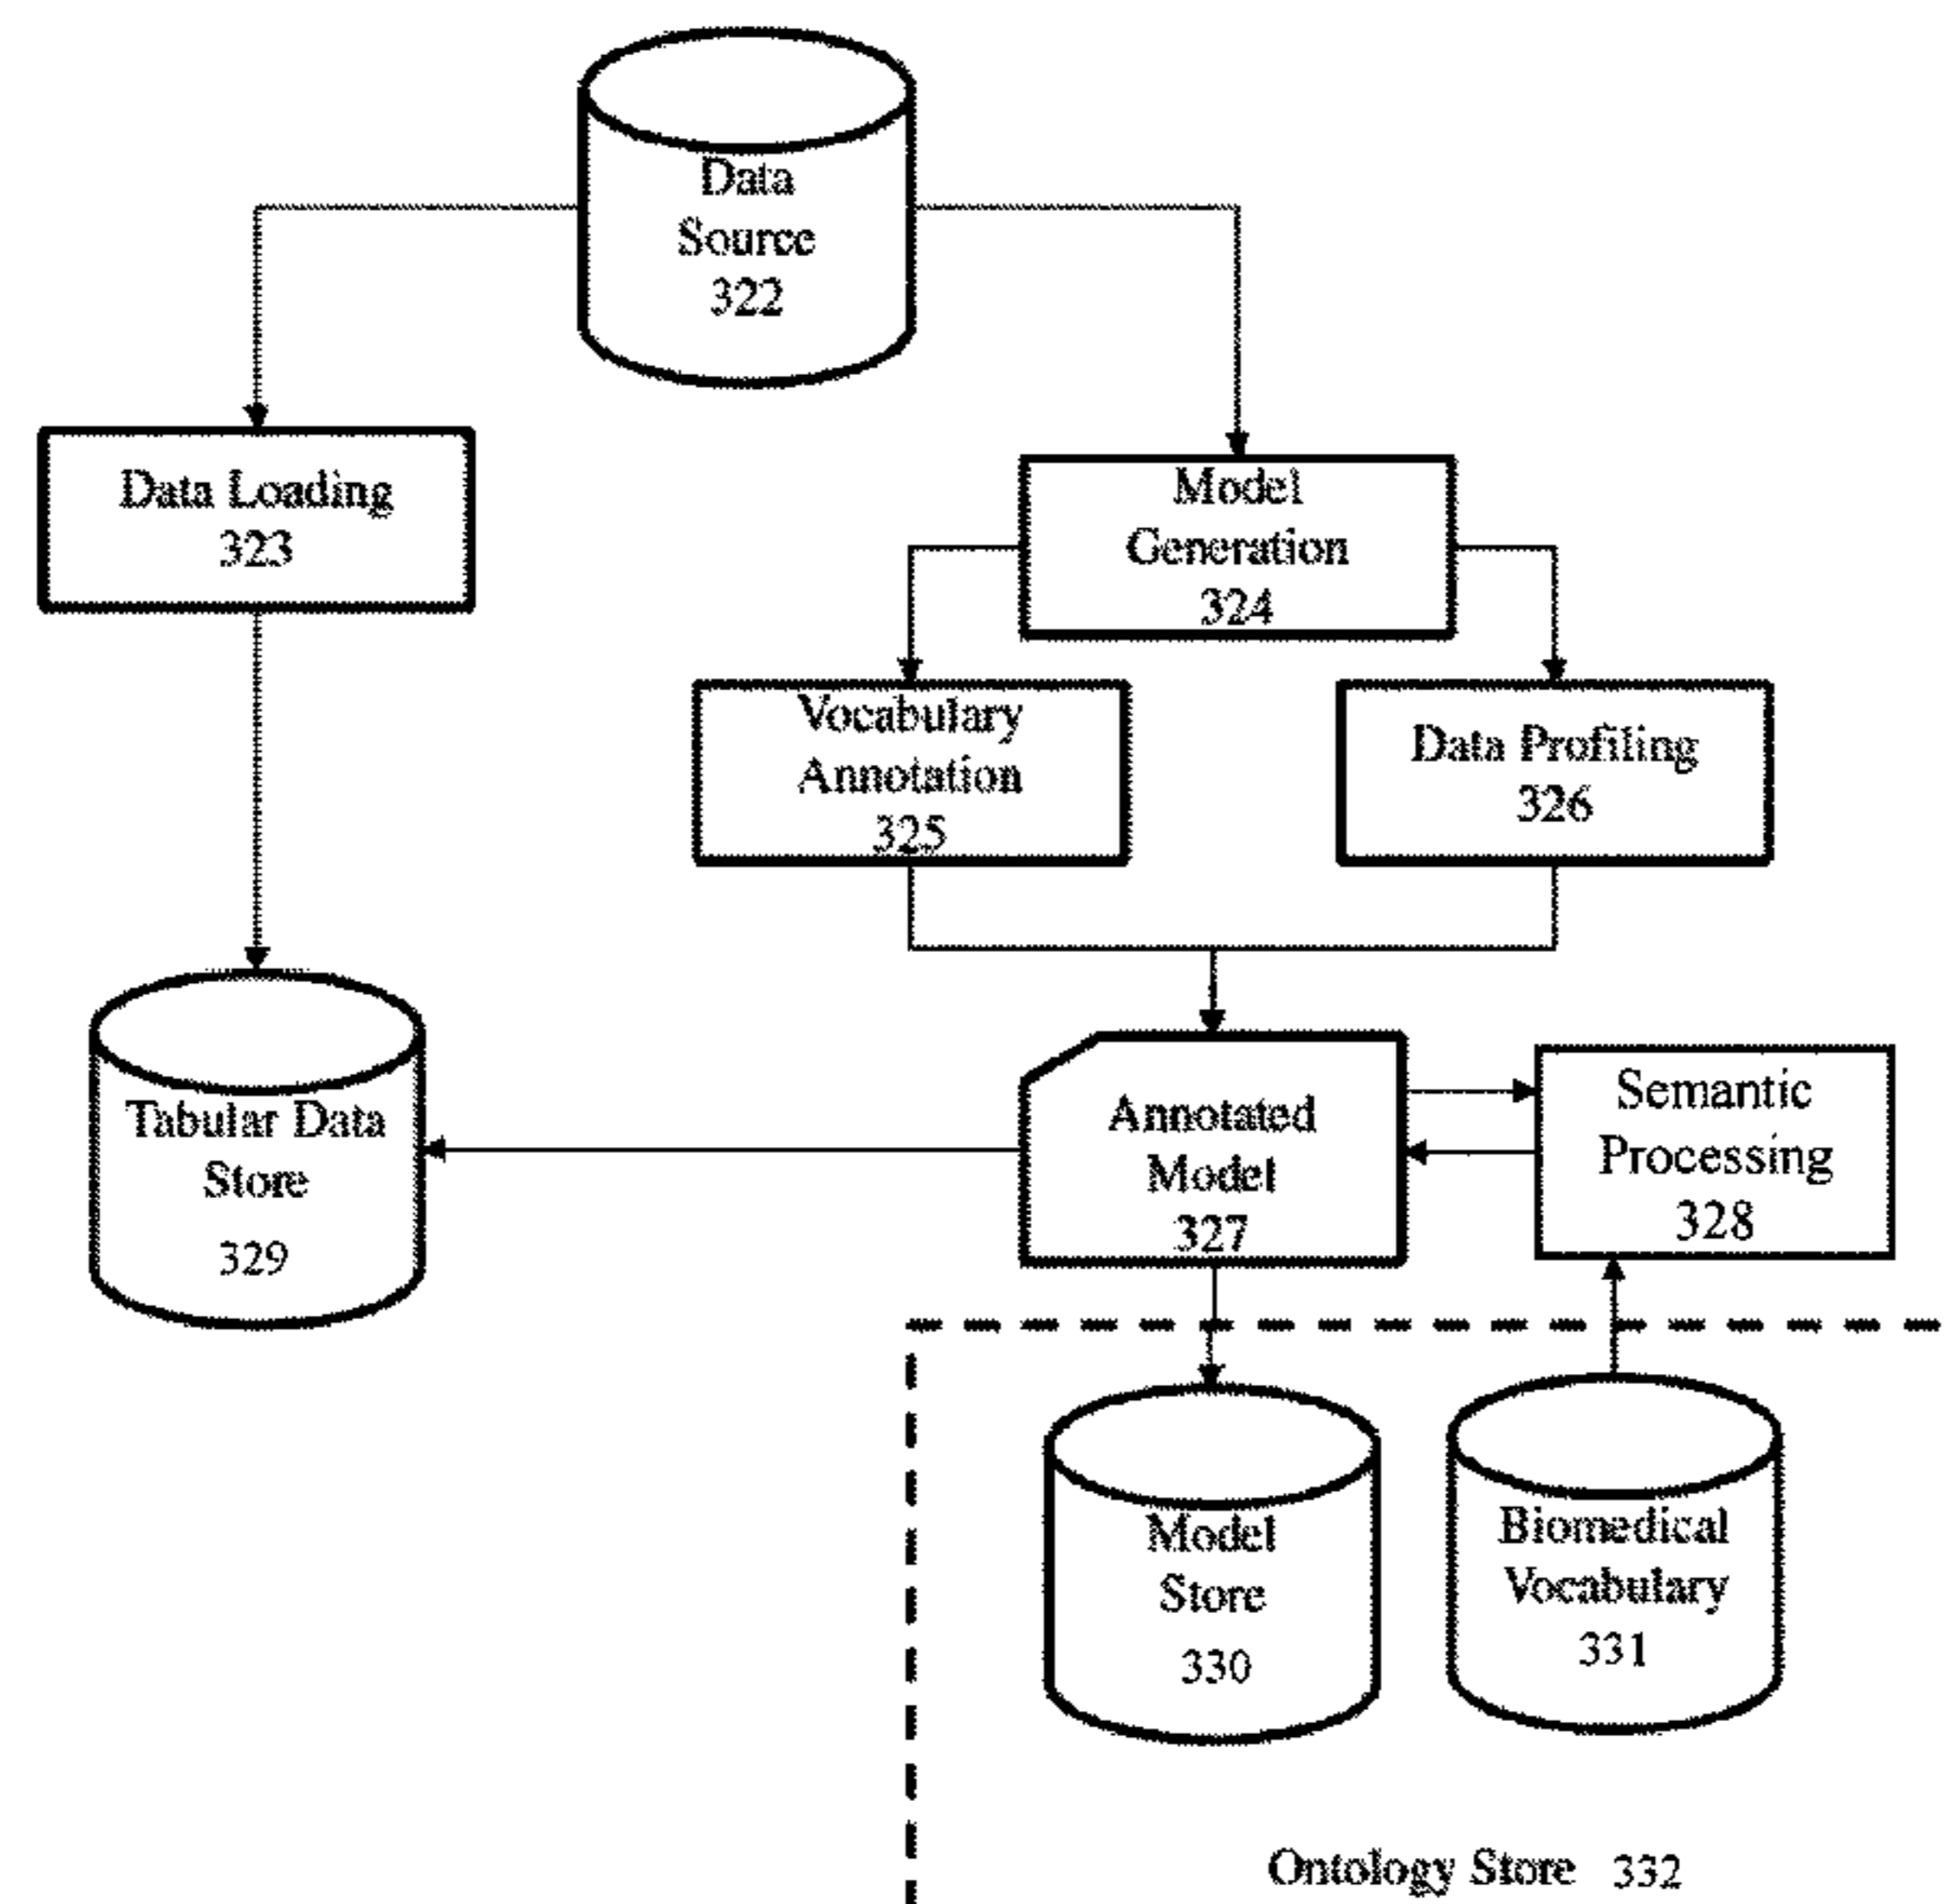 Data
Source
322
Data Loading
323
Model
Generation
324
Vocabulary
Annotation
325
Data Profiling
326
Tabular Data
Store
329
Annotated
Model
327
Semantic
Processing
328
Model
Store
330
Biomedical
Vocabulary
331
Ontology Store 332